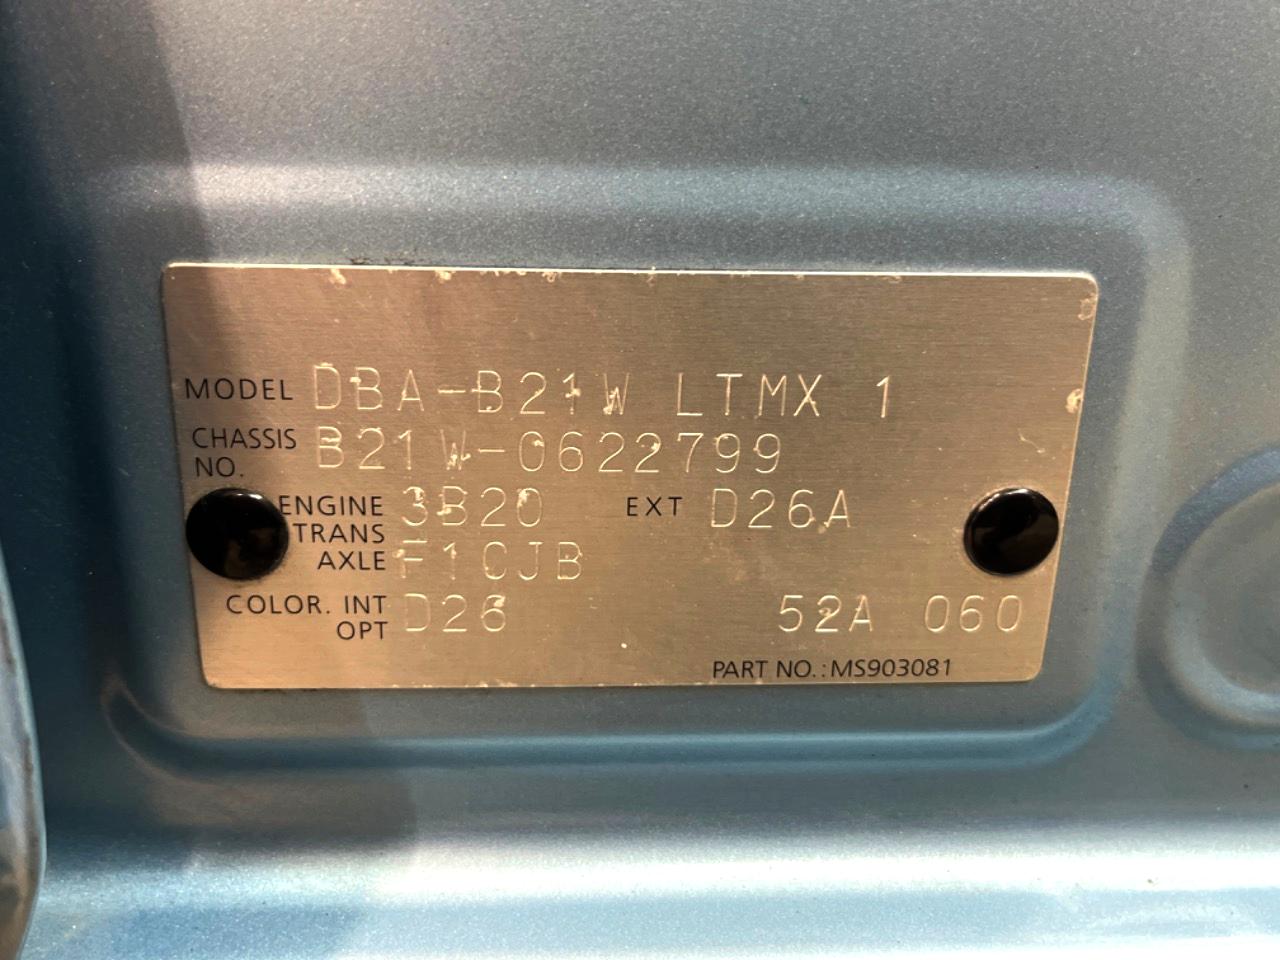 MODEL DBA-B21W LTMX 1
CHASSIS NO. B21W-0622799
ENGINE 3B20 EXT D26A
TRANS AXLE F1CJB
COLOR. INT OPT D26 52A 060
PART NO.: MS903081